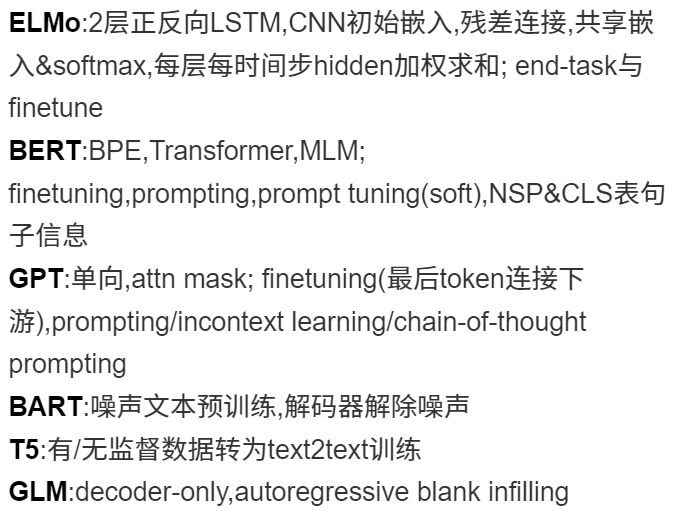 ELMo:2层正反向LSTM,CNN初始嵌入,残差连接,共享嵌
入&softmax,每层每时间步hidden加权求和; end-task与
finetune
BERT:BPE,Transformer,MLM;
finetuning,prompting,prompt tuning(soft),NSP&CLS表句
子信息
GPT:单向,attn mask; finetuning(最后token连接下
游),prompting/incontext learning/chain-of-thought
prompting
BART:噪声文本预训练,解码器解除噪声
T5:有/无监督数据转为text2text训练
GLM:decoder-only,autoregressive blank infilling